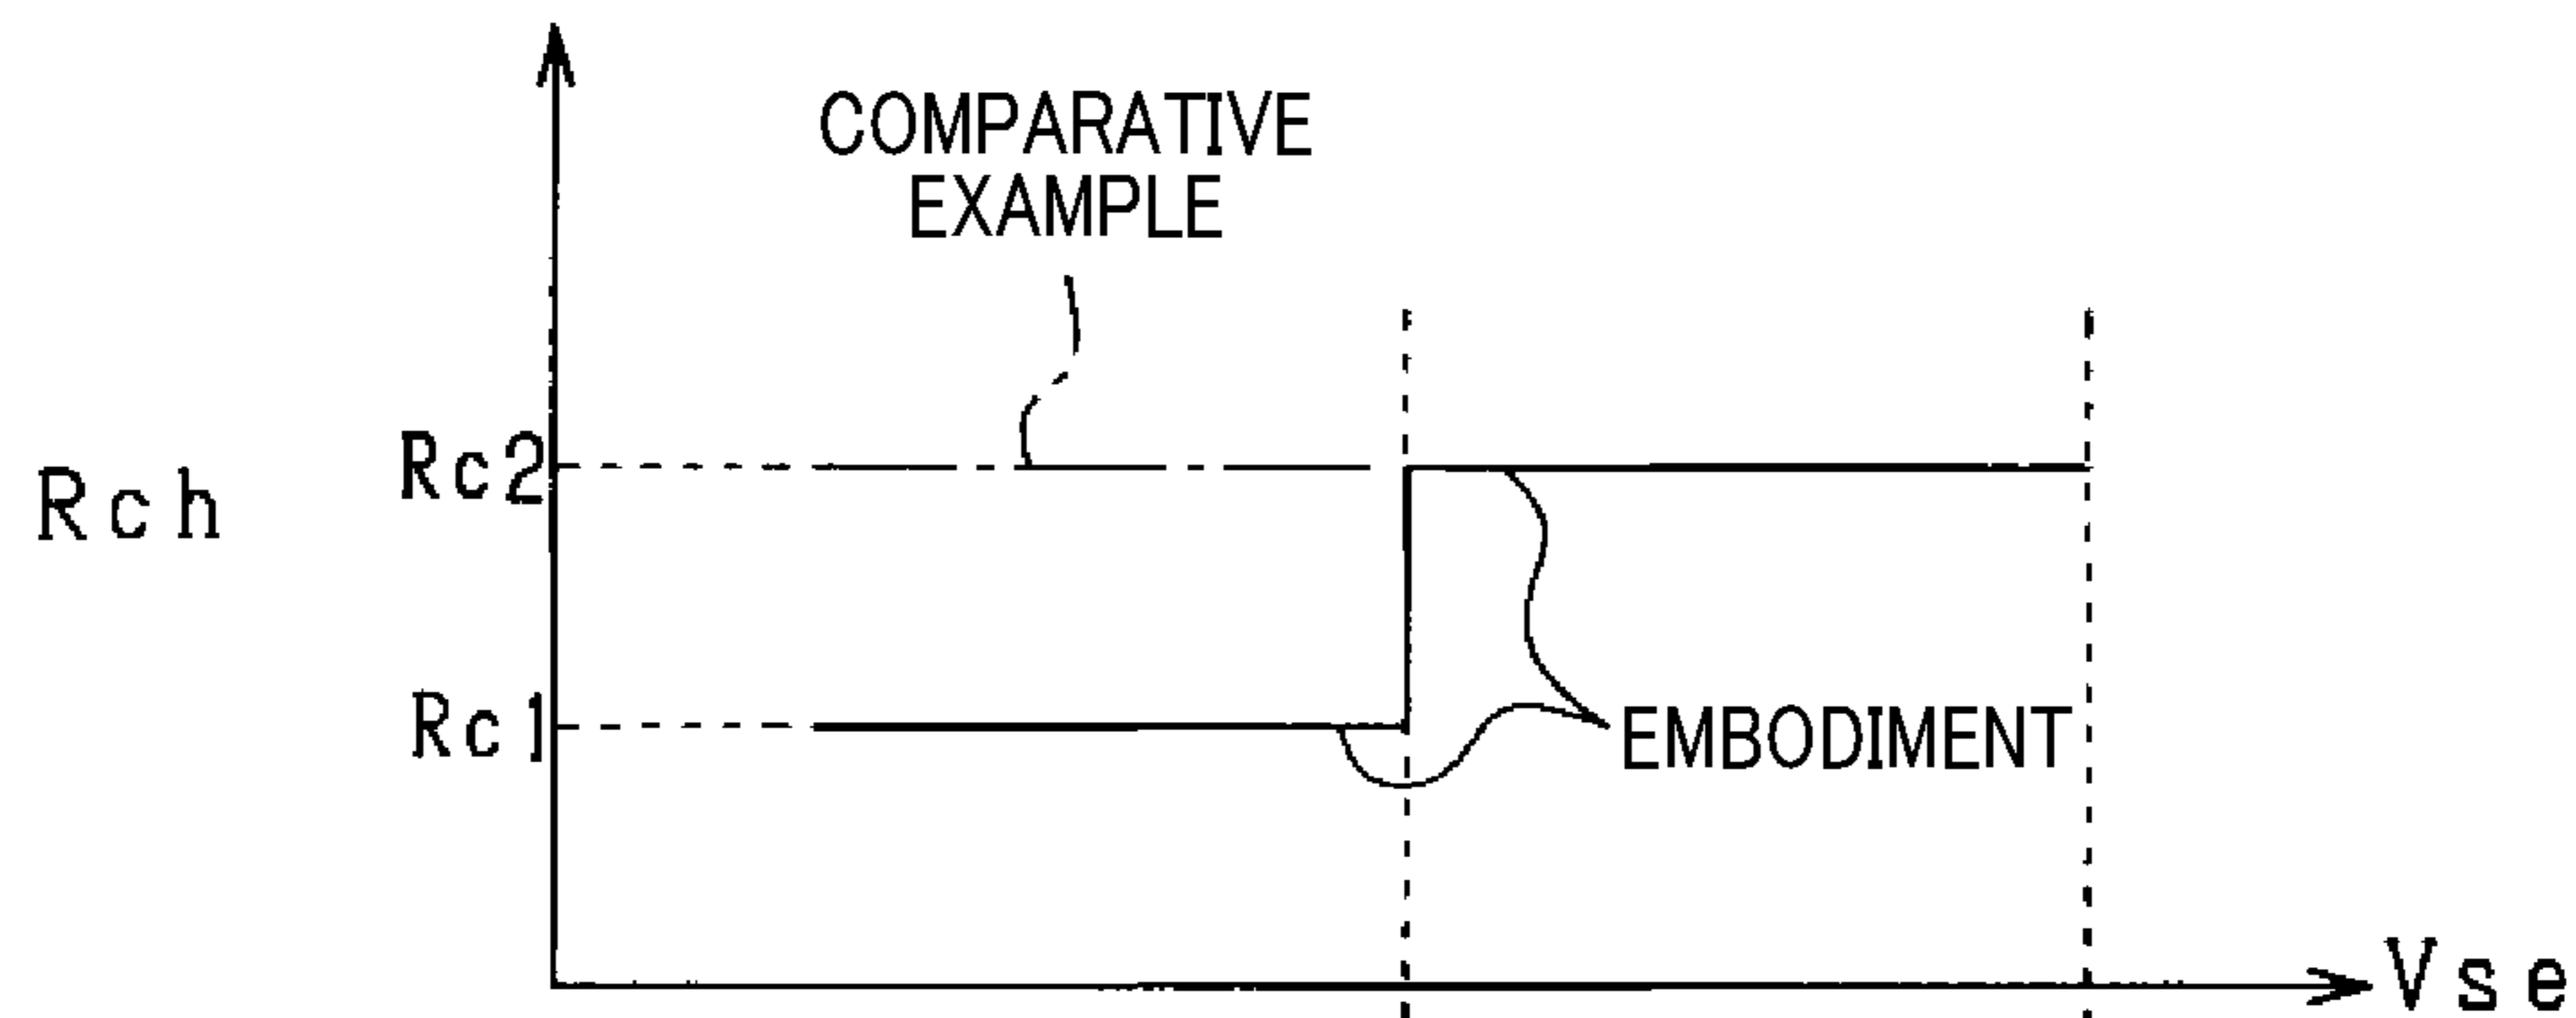 COMPARATIVE
EXAMPLE
Rc2
Rch
Rc1
EMBODIMENT
Vse